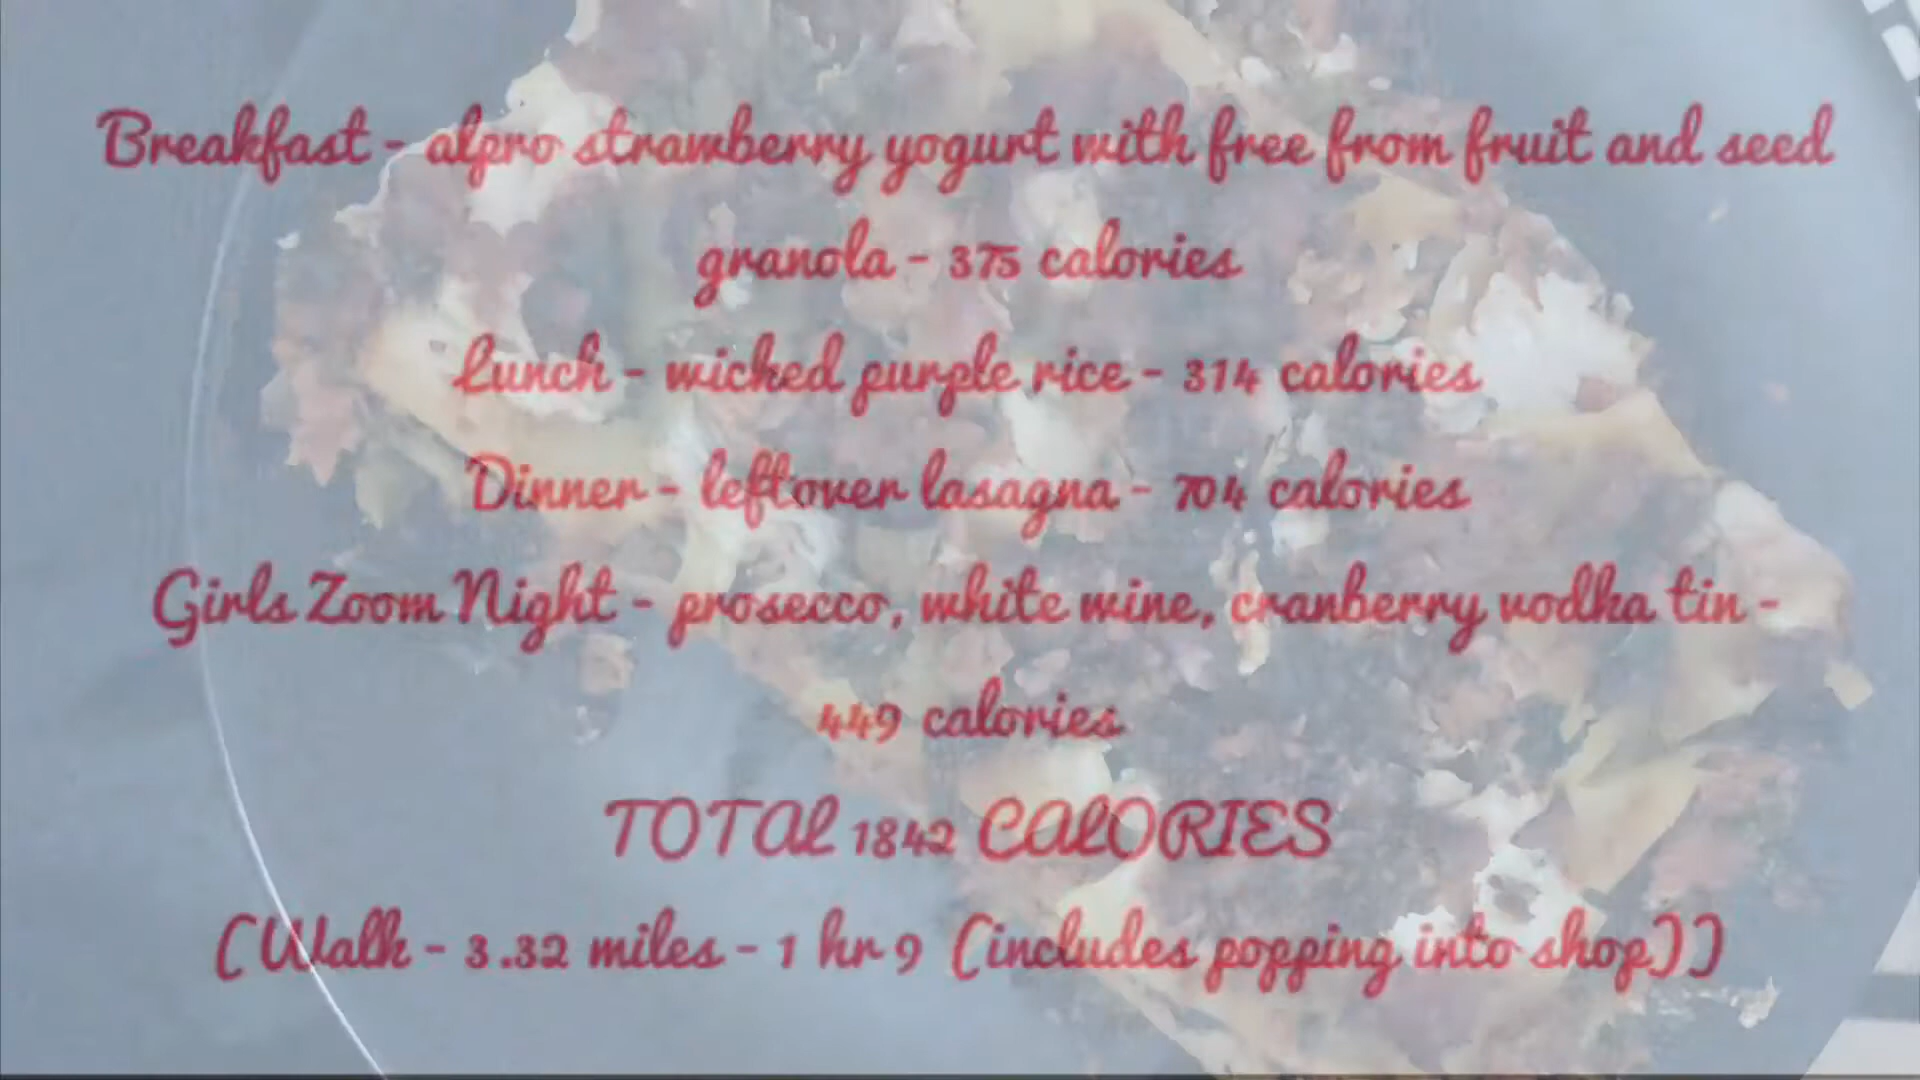 Breakfast - alpro strawberry yogurt with free from fruit and seed
granola - 375 calories
Lunch - wicked purple rice - 314 calories
Dinner - leftover lasagna - 704 calories
Girls Zoom Night - prosecco, white wine, cranberry vodka tin -
449 calories
TOTAL 1842 CALORIES
(Walk - 3.32 miles - 1 hr 9 (includes popping into shop))